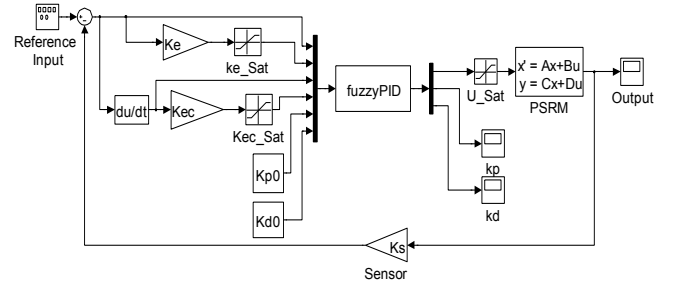 Reference
Input
+
-
Ke
ke_Sat
du/dt
Kec
Kec_Sat
Kp0
Kd0
fuzzyPID
U_Sat
x' = Ax+Bu
y = Cx+Du
PSRM
Output
kp
kd
Ks
Sensor